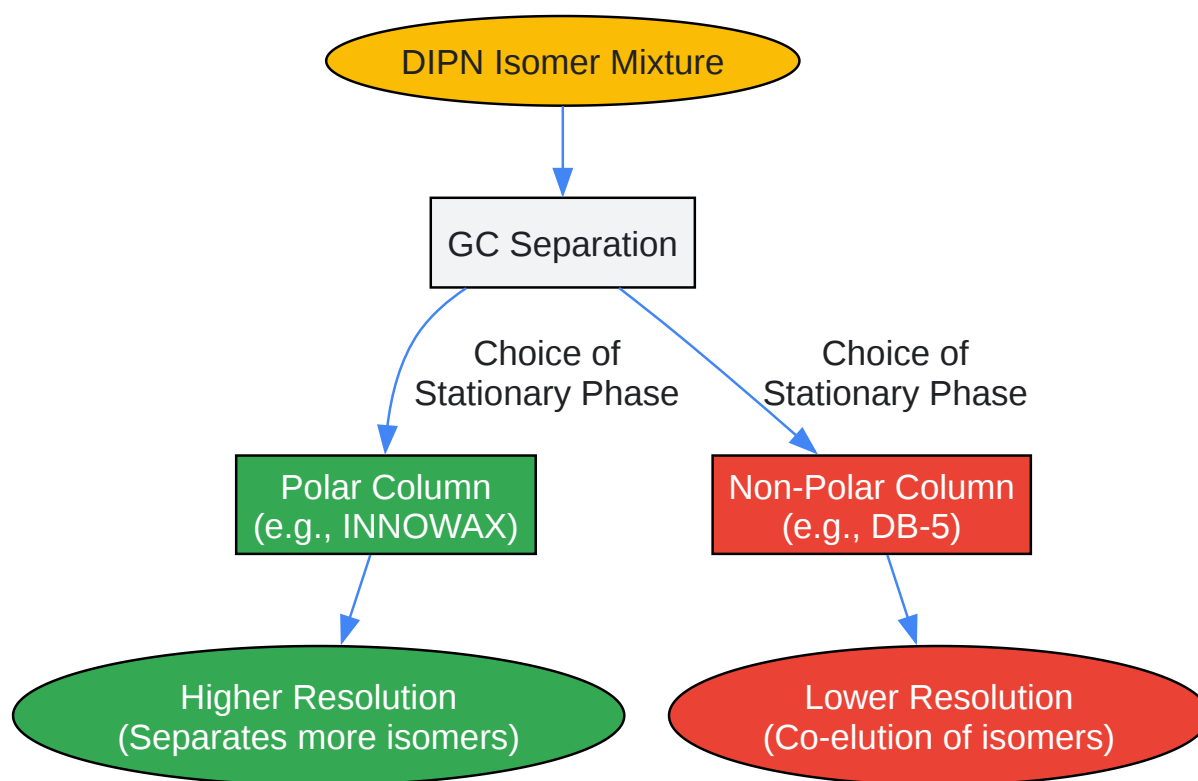 DIPN Isomer Mixture
GC Separation
Choice of
Stationary Phase
Choice of
Stationary Phase
Polar Column
(e.g., INNOWAX)
Non-Polar Column
(e.g., DB-5)
Higher Resolution
(Separates more isomers)
Lower Resolution
(Co-elution of isomers)